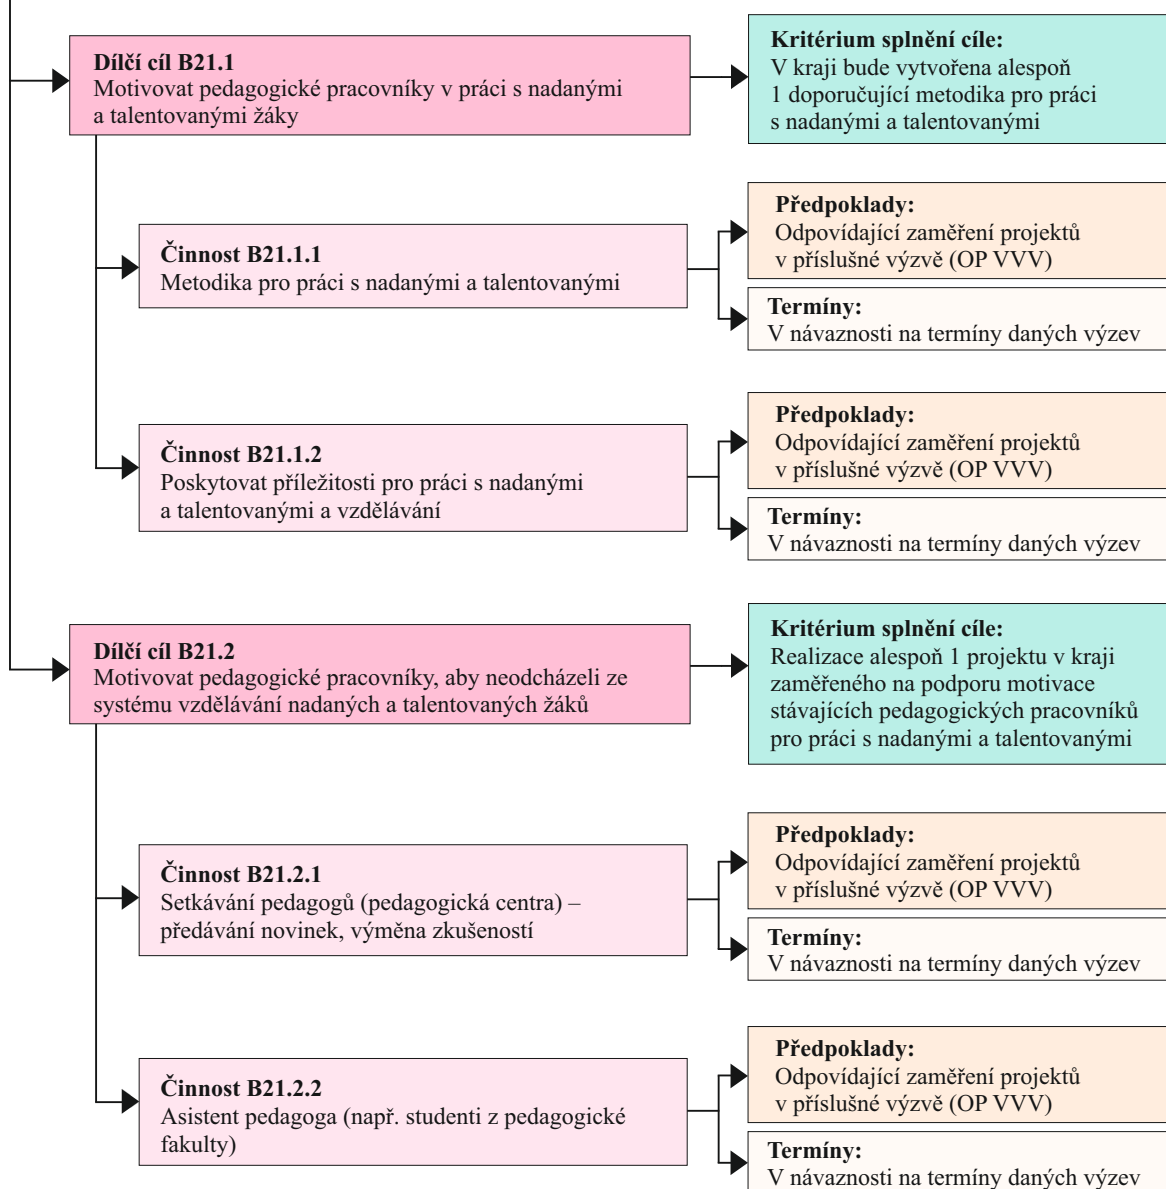 Dílčí cíl B21.1
Motivovat pedagogické pracovníky v práci s nadanými
a talentovanými žáky
Kritérium splnění cíle:
V kraji bude vytvořena alespoň
1 doporučující metodika pro práci
s nadanými a talentovanými
Činnost B21.1.1
Metodika pro práci s nadanými a talentovanými
Předpoklady:
Odpovídající zaměření projektů
v příslušné výzvě (OP VVV)
Termíny:
V návaznosti na termíny daných výzev
Činnost B21.1.2
Poskytovat příležitosti pro práci s nadanými
a talentovanými a vzdělávání
Předpoklady:
Odpovídající zaměření projektů
v příslušné výzvě (OP VVV)
Termíny:
V návaznosti na termíny daných výzev
Dílčí cíl B21.2
Motivovat pedagogické pracovníky, aby neodcházeli ze
systému vzdělávání nadaných a talentovaných žáků
Kritérium splnění cíle:
Realizace alespoň 1 projektu v kraji
zaměřeného na podporu motivace
stávajících pedagogických pracovníků
pro práci s nadanými a talentovanými
Činnost B21.2.1
Setkávání pedagogů (pedagogická centra) –
předávání novinek, výměna zkušeností
Předpoklady:
Odpovídající zaměření projektů
v příslušné výzvě (OP VVV)
Termíny:
V návaznosti na termíny daných výzev
Činnost B21.2.2
Asistent pedagoga (např. studenti z pedagogické
fakulty)
Předpoklady:
Odpovídající zaměření projektů
v příslušné výzvě (OP VVV)
Termíny:
V návaznosti na termíny daných výzev